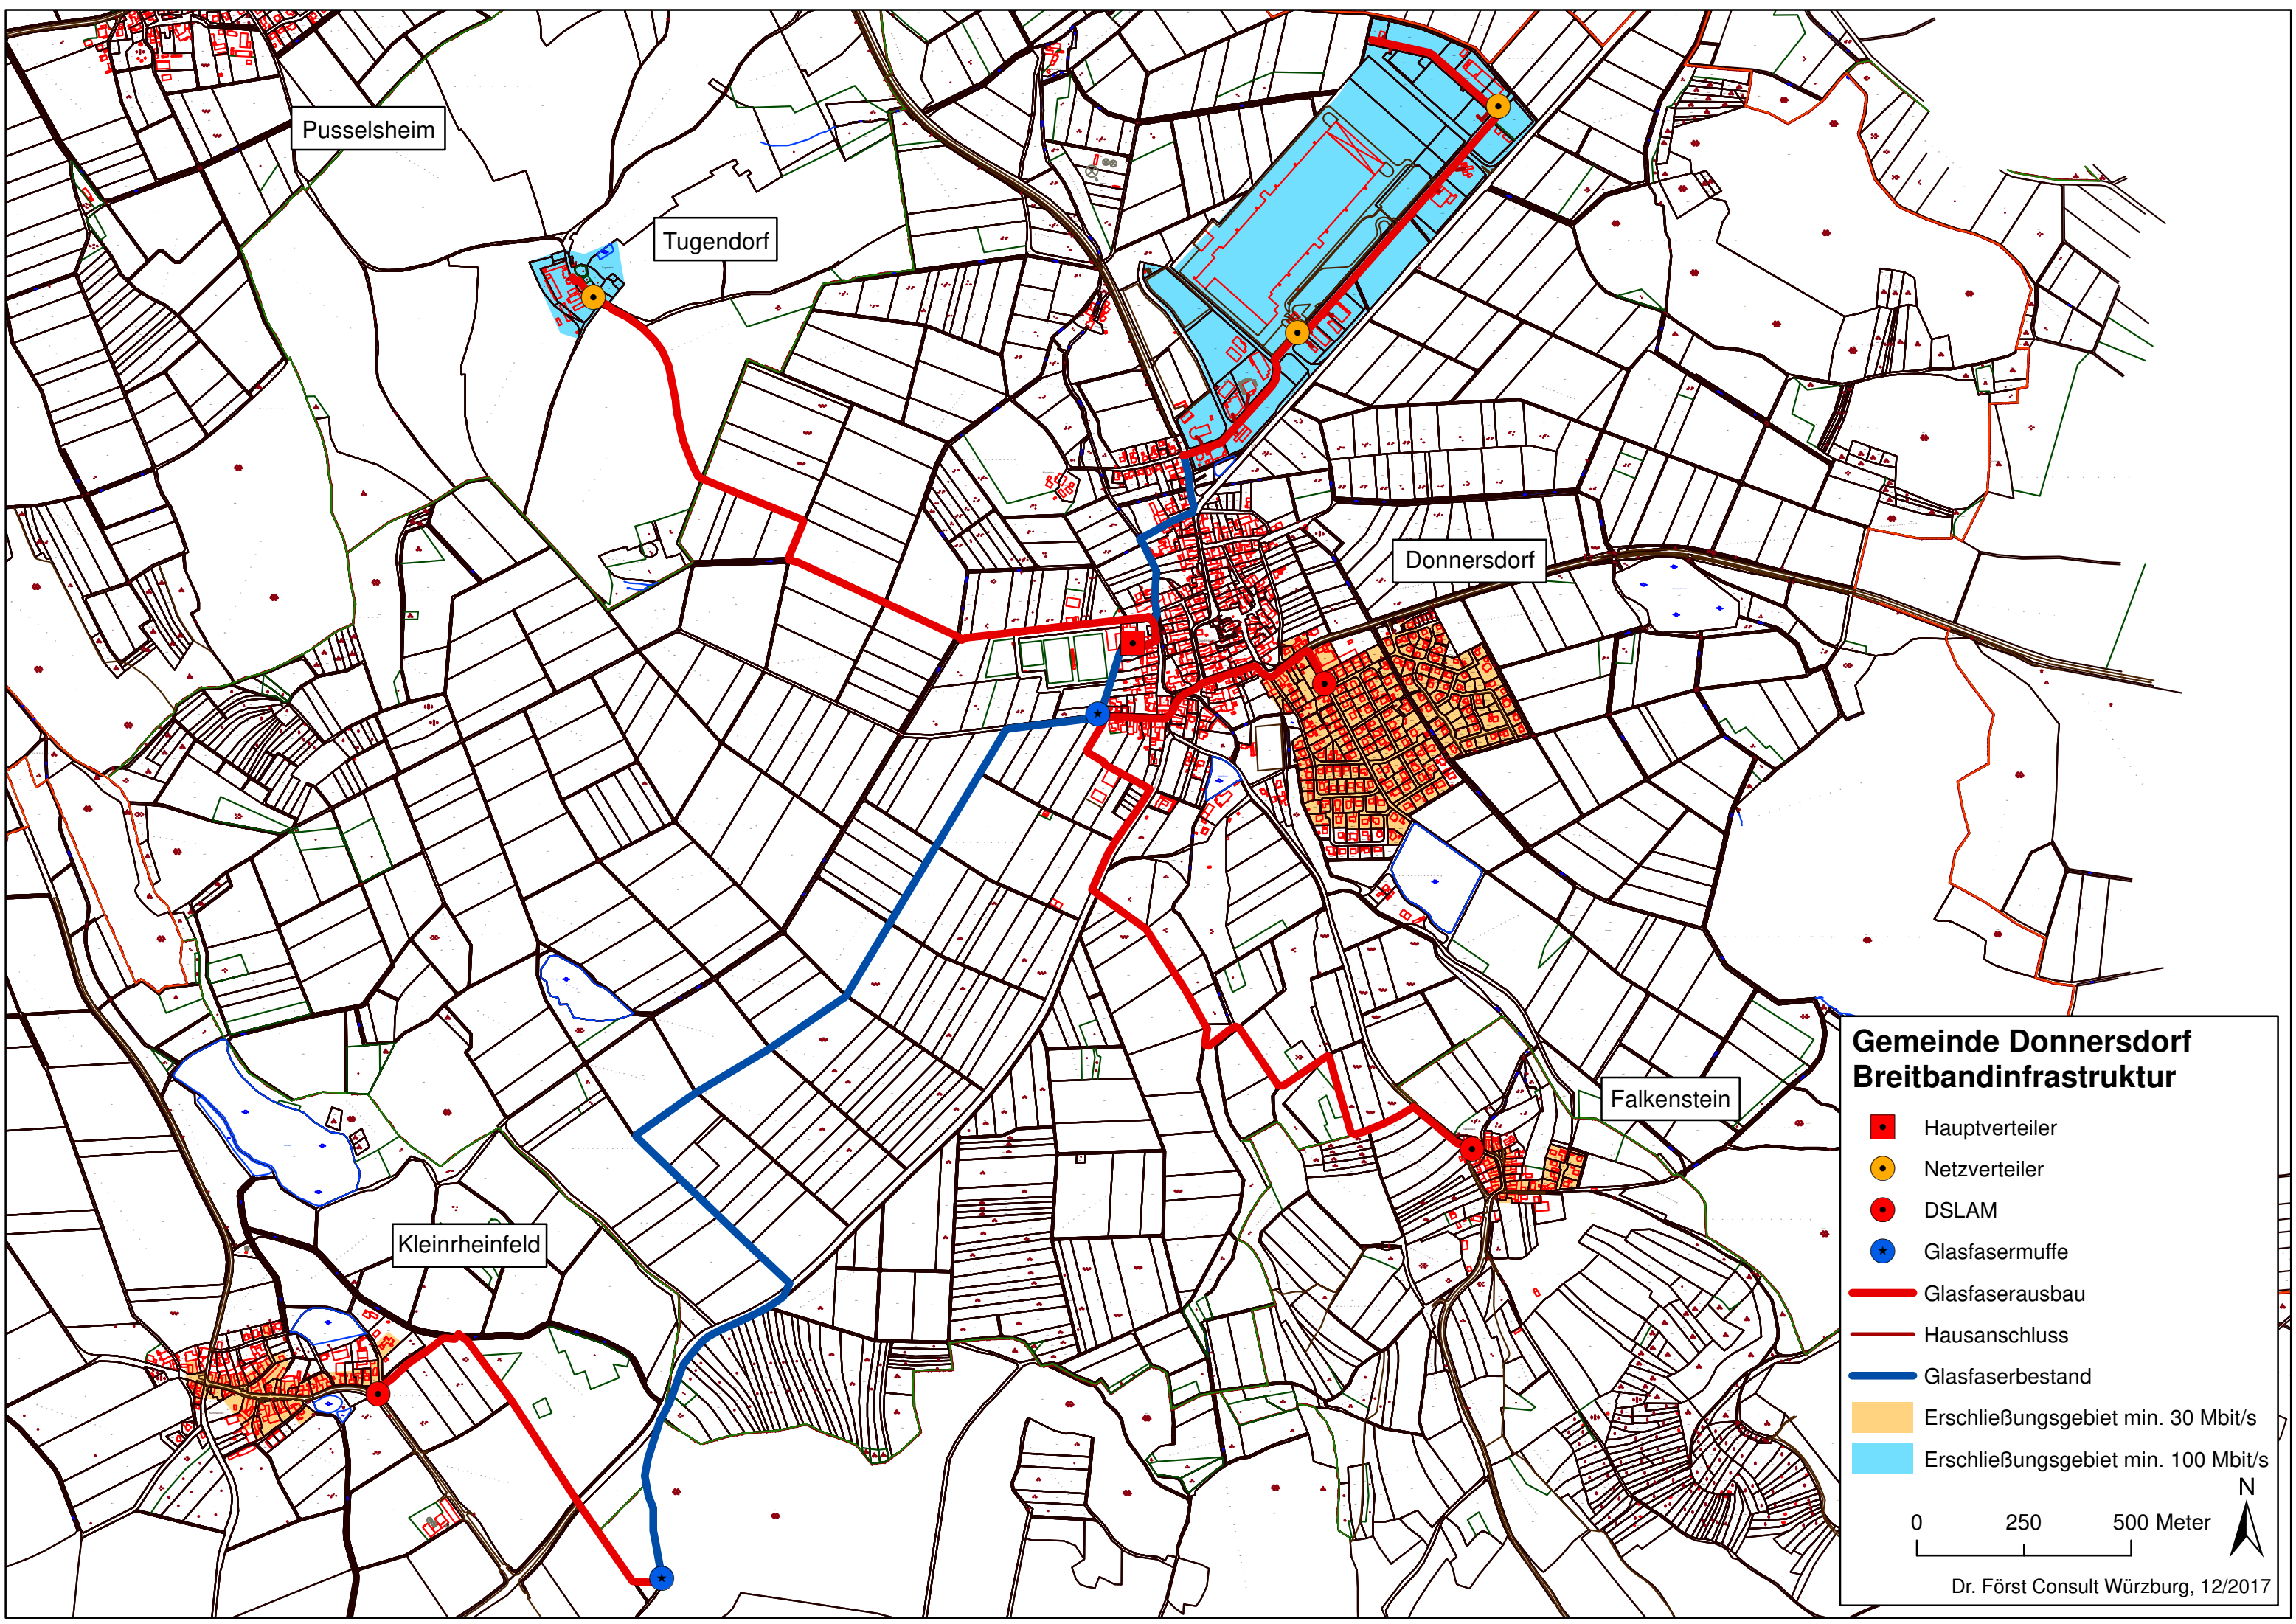 Pusselsheim
Tugendorf
Donnersdorf
Falkenstein
Kleinrheinfeld
Gemeinde Donnersdorf
Breitbandinfrastruktur
Hauptverteiler
Netzverteiler
DSLAM
Glasfasermuffe
Glasfaserausbau
Hausanschluss
Glasfaserbestand
Erschließungsgebiet min. 30 Mbit/s
Erschließungsgebiet min. 100 Mbit/s
N
0 250 500 Meter
Dr. Först Consult Würzburg, 12/2017